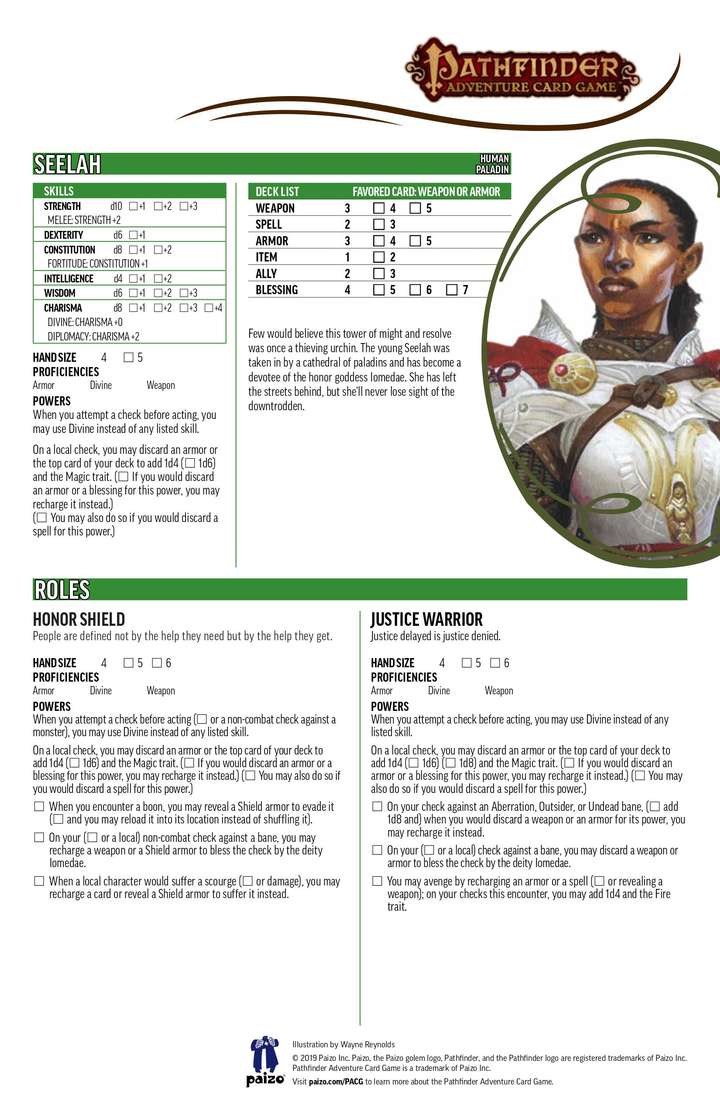 PATHFINDER
ADVENTURE CARD GAME
SEELAH
HUMAN
PALADIN
SKILLS
STRENGTH d10 ☐+1 ☐+2 ☐+3
MELEE: STRENGTH +2
DEXTERITY d6 ☐+1
CONSTITUTION d8 ☐+1 ☐+2
FORTITUDE: CONSTITUTION +1
INTELLIGENCE d4 ☐+1 ☐+2
WISDOM d6 ☐+1 ☐+2 ☐+3
CHARISMA d8 ☐+1 ☐+2 ☐+3 ☐+4
DIVINE: CHARISMA +0
DIPLOMACY: CHARISMA +2
HAND SIZE 4 ☐ 5
PROFICIENCIES
Armor Divine Weapon
POWERS
When you attempt a check before acting, you
may use Divine instead of any listed skill.
On a local check, you may discard an armor or
the top card of your deck to add 1d4 (☐ 1d6)
and the Magic trait. (☐ If you would discard
an armor or a blessing for this power, you may
recharge it instead.)
(☐ You may also do so if you would discard a
spell for this power.)
DECK LIST FAVORED CARD: WEAPON OR ARMOR
WEAPON 3 ☐ 4 ☐ 5
SPELL 2 ☐ 3
ARMOR 3 ☐ 4 ☐ 5
ITEM 1 ☐ 2
ALLY 2 ☐ 3
BLESSING 4 ☐ 5 ☐ 6 ☐ 7
Few would believe this tower of might and resolve
was once a thieving urchin. The young Seelah was
taken in by a cathedral of paladins and has become a
devotee of the honor goddess Iomedae. She has left
the streets behind, but she'll never lose sight of the
downtrodden.
ROLES
HONOR SHIELD
People are defined not by the help they need but by the help they get.
HAND SIZE 4 ☐ 5 ☐ 6
PROFICIENCIES
Armor Divine Weapon
POWERS
When you attempt a check before acting (☐ or a non-combat check against a
monster), you may use Divine instead of any listed skill.
On a local check, you may discard an armor or the top card of your deck to
add 1d4 (☐ 1d6) and the Magic trait. (☐ If you would discard an armor or a
blessing for this power, you may recharge it instead.) (☐ You may also do so if
you would discard a spell for this power.)
☐ When you encounter a boon, you may reveal a Shield armor to evade it
(☐ and you may reload it into its location instead of shuffling it).
☐ On your (☐ or a local) non-combat check against a bane, you may
recharge a weapon or a Shield armor to bless the check by the deity
Iomedae.
☐ When a local character would suffer a scourge (☐ or damage), you may
recharge a card or reveal a Shield armor to suffer it instead.
JUSTICE WARRIOR
Justice delayed is justice denied.
HAND SIZE 4 ☐ 5 ☐ 6
PROFICIENCIES
Armor Divine Weapon
POWERS
When you attempt a check before acting, you may use Divine instead of any
listed skill.
On a local check, you may discard an armor or the top card of your deck to
add 1d4 (☐ 1d6) (☐ 1d8) and the Magic trait. (☐ If you would discard an
armor or a blessing for this power, you may recharge it instead.) (☐ You may
also do so if you would discard a spell for this power.)
☐ On your check against an Aberration, Outsider, or Undead bane, (☐ add
1d8 and) when you would discard a weapon or an armor for its power, you
may recharge it instead.
☐ On your (☐ or a local) check against a bane, you may discard a weapon or
armor to bless the check by the deity Iomedae.
☐ You may avenge by recharging an armor or a spell (☐ or revealing a
weapon); on your checks this encounter, you may add 1d4 and the Fire
trait.
paizo
Illustration by Wayne Reynolds
© 2019 Paizo Inc. Paizo, the Paizo golem logo, Pathfinder, and the Pathfinder logo are registered trademarks of Paizo Inc.
Pathfinder Adventure Card Game is a trademark of Paizo Inc.
Visit paizo.com/PACG to learn more about the Pathfinder Adventure Card Game.